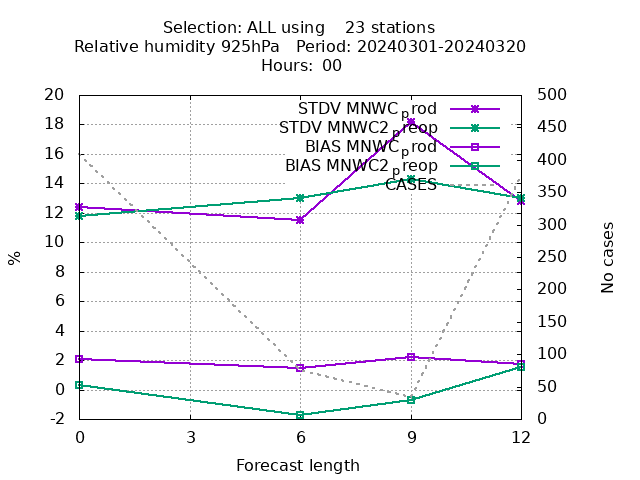 Selection: ALL using    23 stations
Relative humidity 925hPa   Period: 20240301-20240320
Hours: 00
STDV MNWC_prod
STDV MNWC2_preop
BIAS MNWC_prod
BIAS MNWC2_preop
CASES
20
18
16
14
12
10
8
6
4
2
0
-2
500
450
400
350
300
250
200
150
100
50
0
%
No cases
0 3 6 9 12
Forecast length